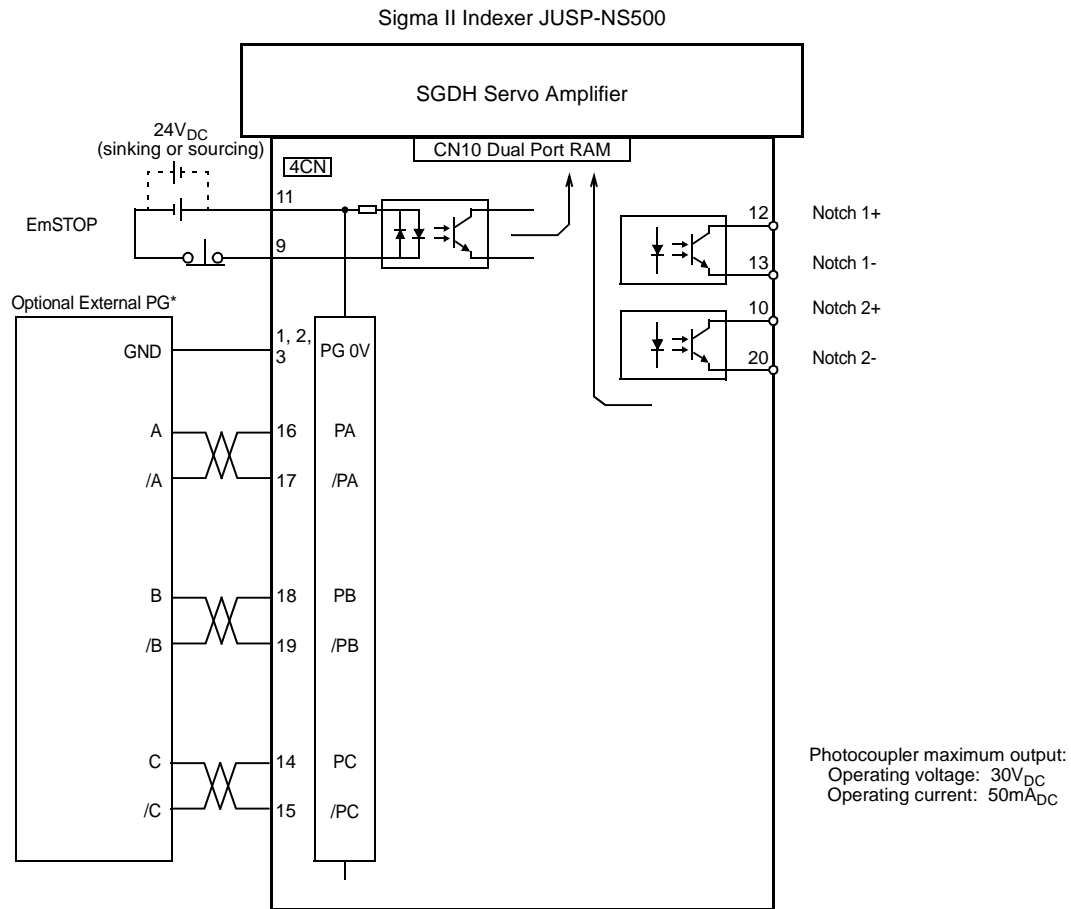 Sigma II Indexer JUSP-NS500
SGDH Servo Amplifier
CN10 Dual Port RAM
24VDC
(sinking or sourcing)
4CN
EmSTOP
11
9
12
Notch 1+
13
Notch 1-
10
Notch 2+
20
Notch 2-
Optional External PG*
GND
1, 2,
3
PG 0V
A
16
PA
/A
17
/PA
B
18
PB
/B
19
/PB
C
14
PC
/C
15
/PC
Photocoupler maximum output:
Operating voltage: 30VDC
Operating current: 50mADC